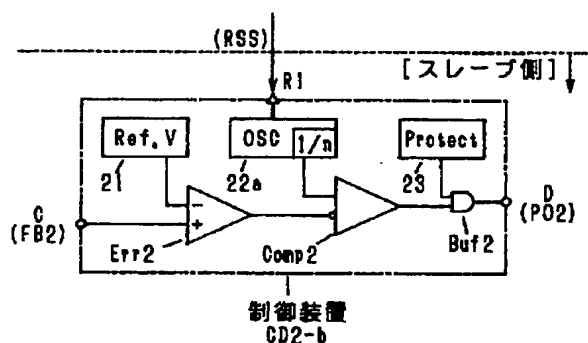 (RSS)
R1
[スレーブ側]
Ref. V
OSC
1/n
Protect
21
22a
23
C
(FB2)
-
+
Err2
Comp2
Buf2
D
(PO2)
制御装置
CD2-b